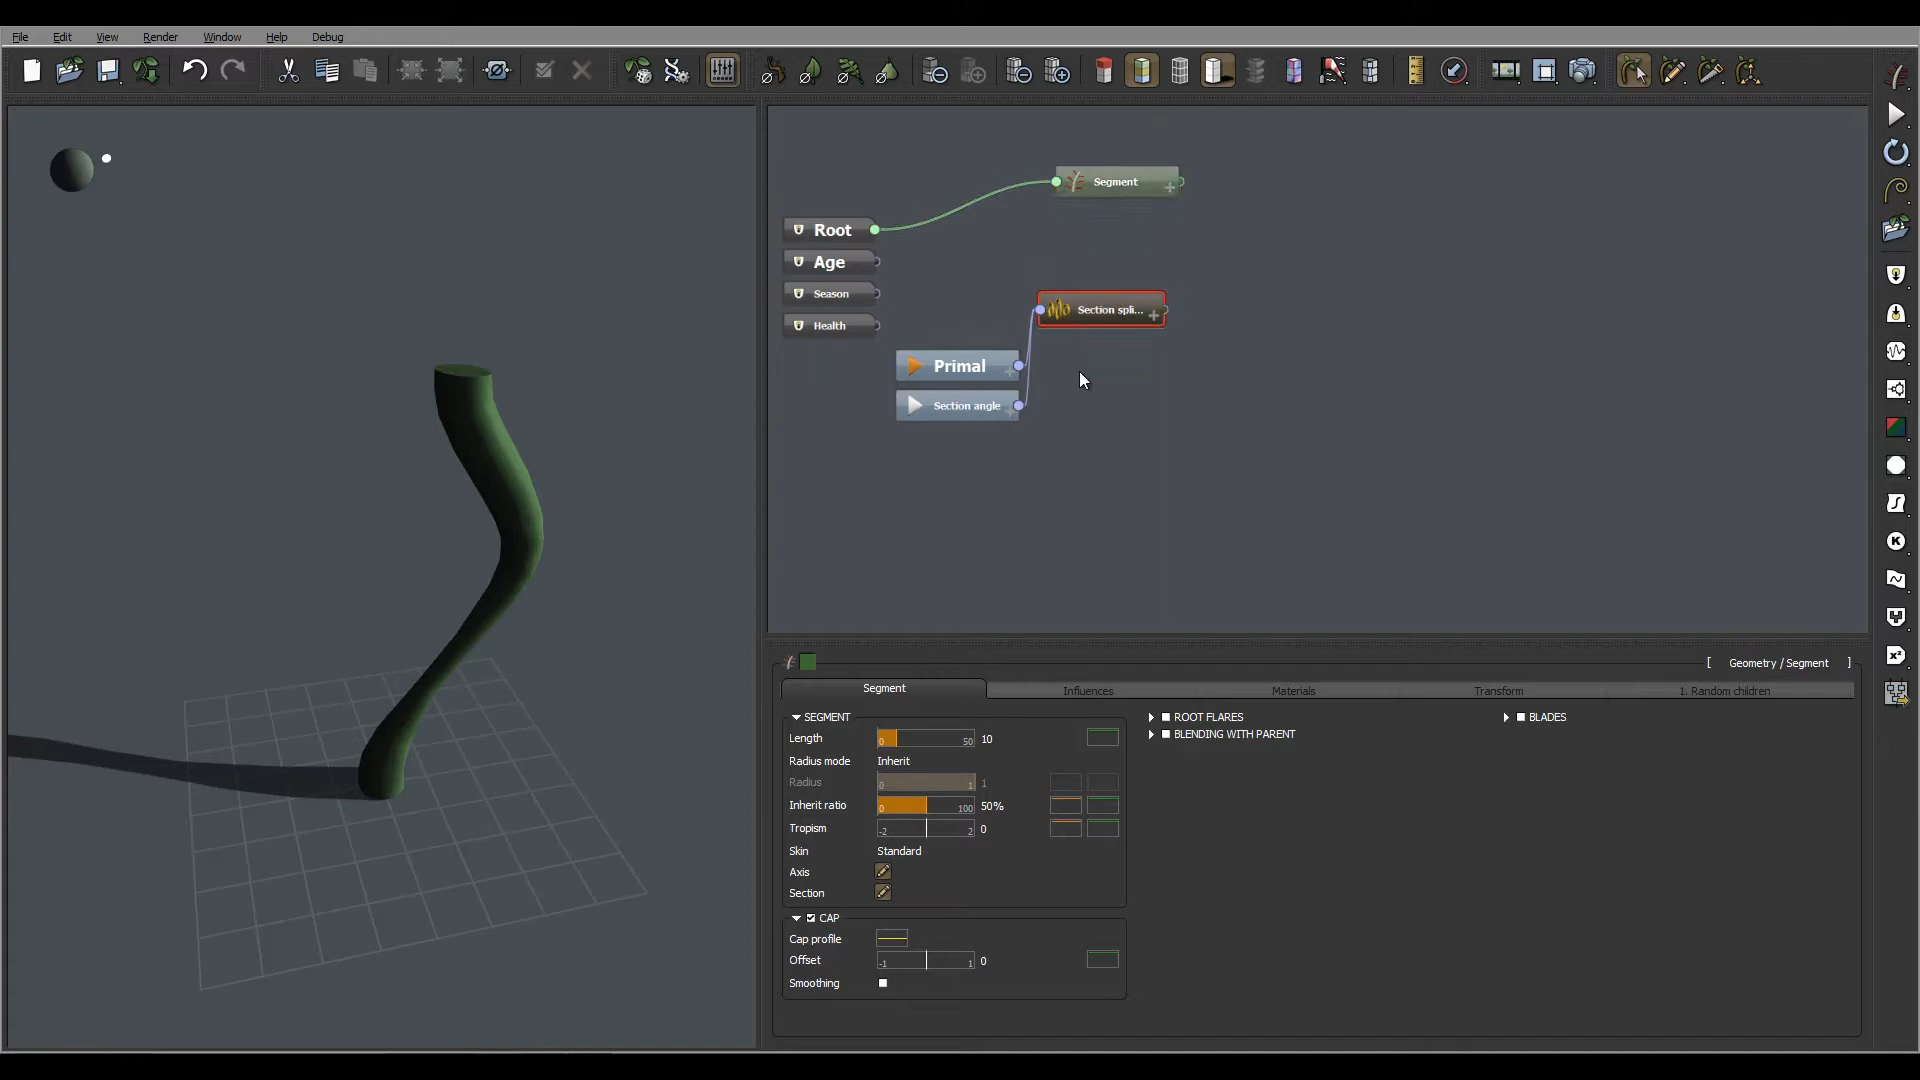 File Edit View Render Window Help Debug
Segment
Root
Age
Season
Health
Section spli...
Primal
Section angle
[ Geometry / Segment ]
Segment Influences Materials Transform 1. Random children
SEGMENT
Length 0 50 10
Radius mode Inherit
Radius 0 1 1
Inherit ratio 0 100 50%
Tropism -2 2 0
Skin Standard
Axis
Section
CAP
Cap profile
Offset -1 1 0
Smoothing
ROOT FLARES
BLENDING WITH PARENT
BLADES
K
x²